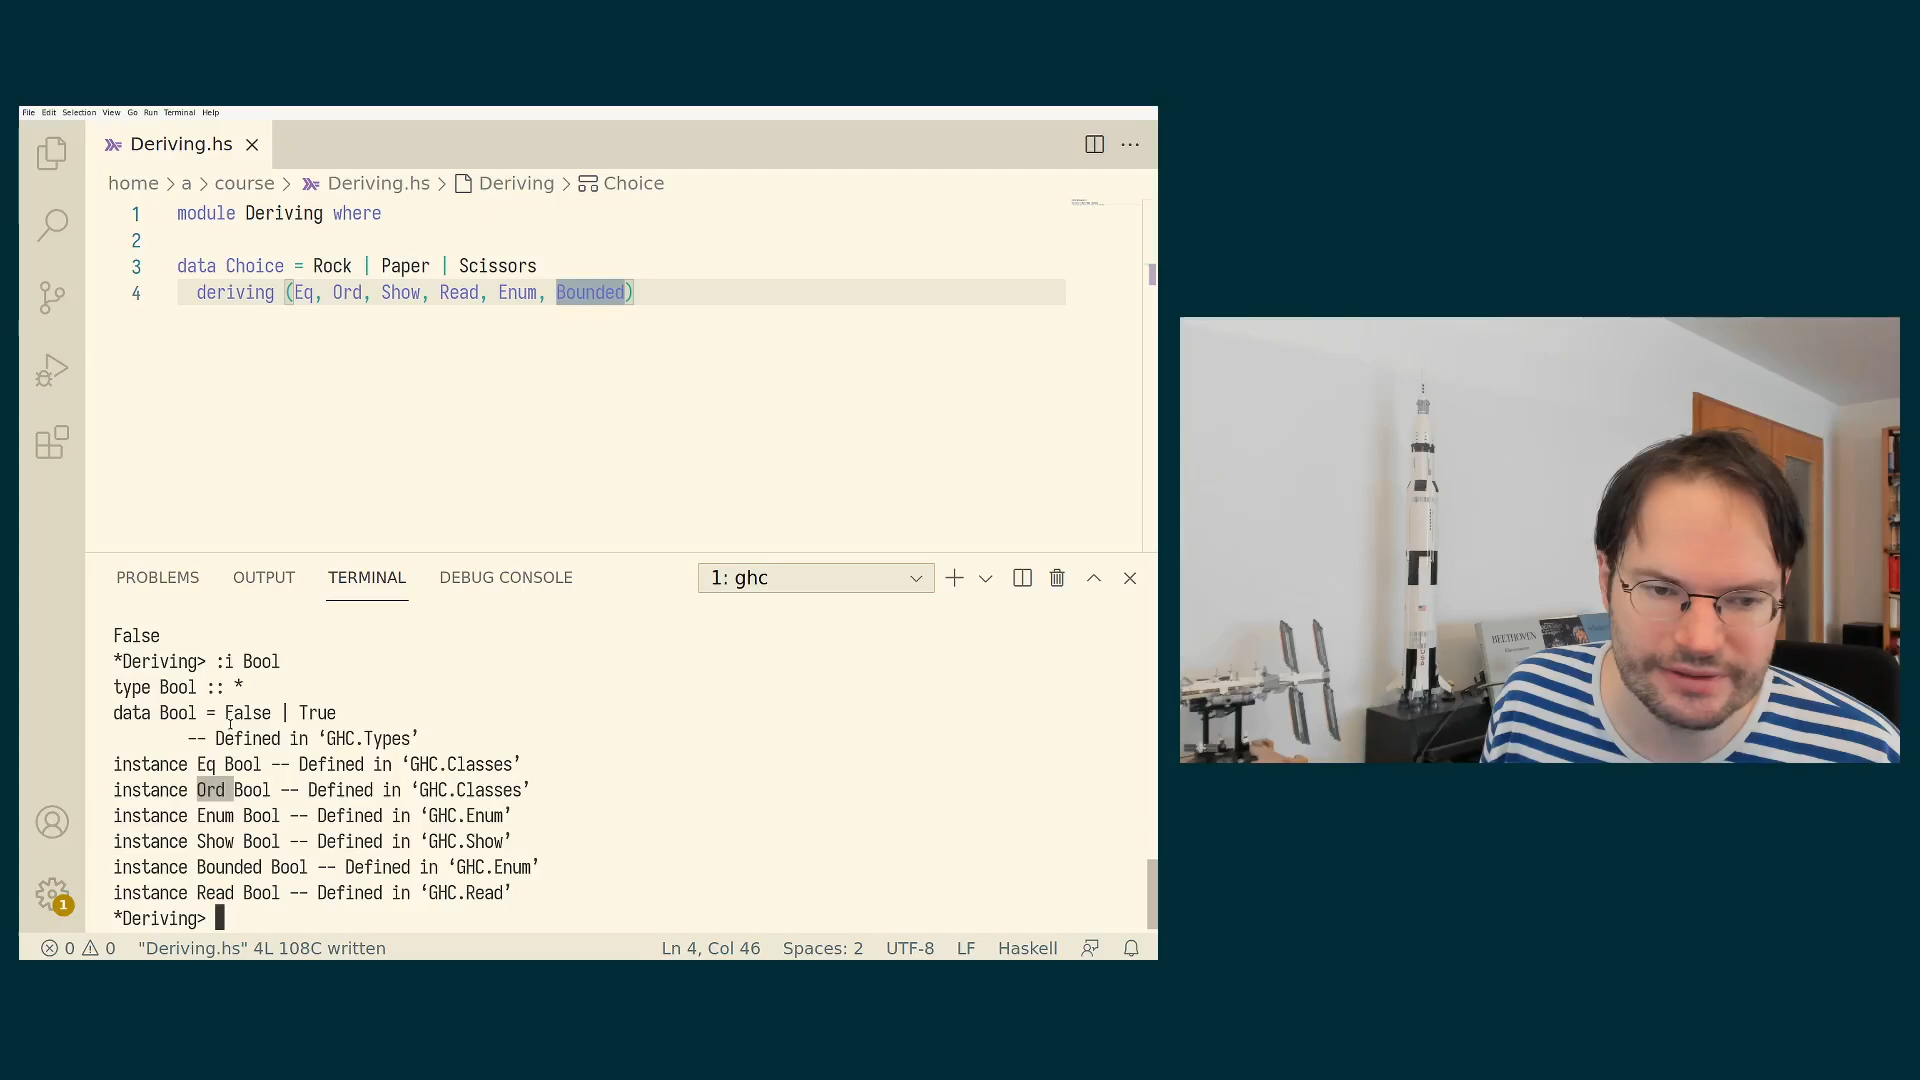 File Edit Selection View Go Run Terminal Help
Deriving.hs
home > a > course > Deriving.hs > Deriving > Choice
1 module Deriving where
2
3 data Choice = Rock | Paper | Scissors
4 deriving (Eq, Ord, Show, Read, Enum, Bounded)
PROBLEMS OUTPUT TERMINAL DEBUG CONSOLE 1: ghc
False
*Deriving> :i Bool
type Bool :: *
data Bool = False | True
-- Defined in ‘GHC.Types’
instance Eq Bool -- Defined in ‘GHC.Classes’
instance Ord Bool -- Defined in ‘GHC.Classes’
instance Enum Bool -- Defined in ‘GHC.Enum’
instance Show Bool -- Defined in ‘GHC.Show’
instance Bounded Bool -- Defined in ‘GHC.Enum’
instance Read Bool -- Defined in ‘GHC.Read’
*Deriving>
1
0 0 "Deriving.hs" 4L 108C written Ln 4, Col 46 Spaces: 2 UTF-8 LF Haskell
BEETHOVEN